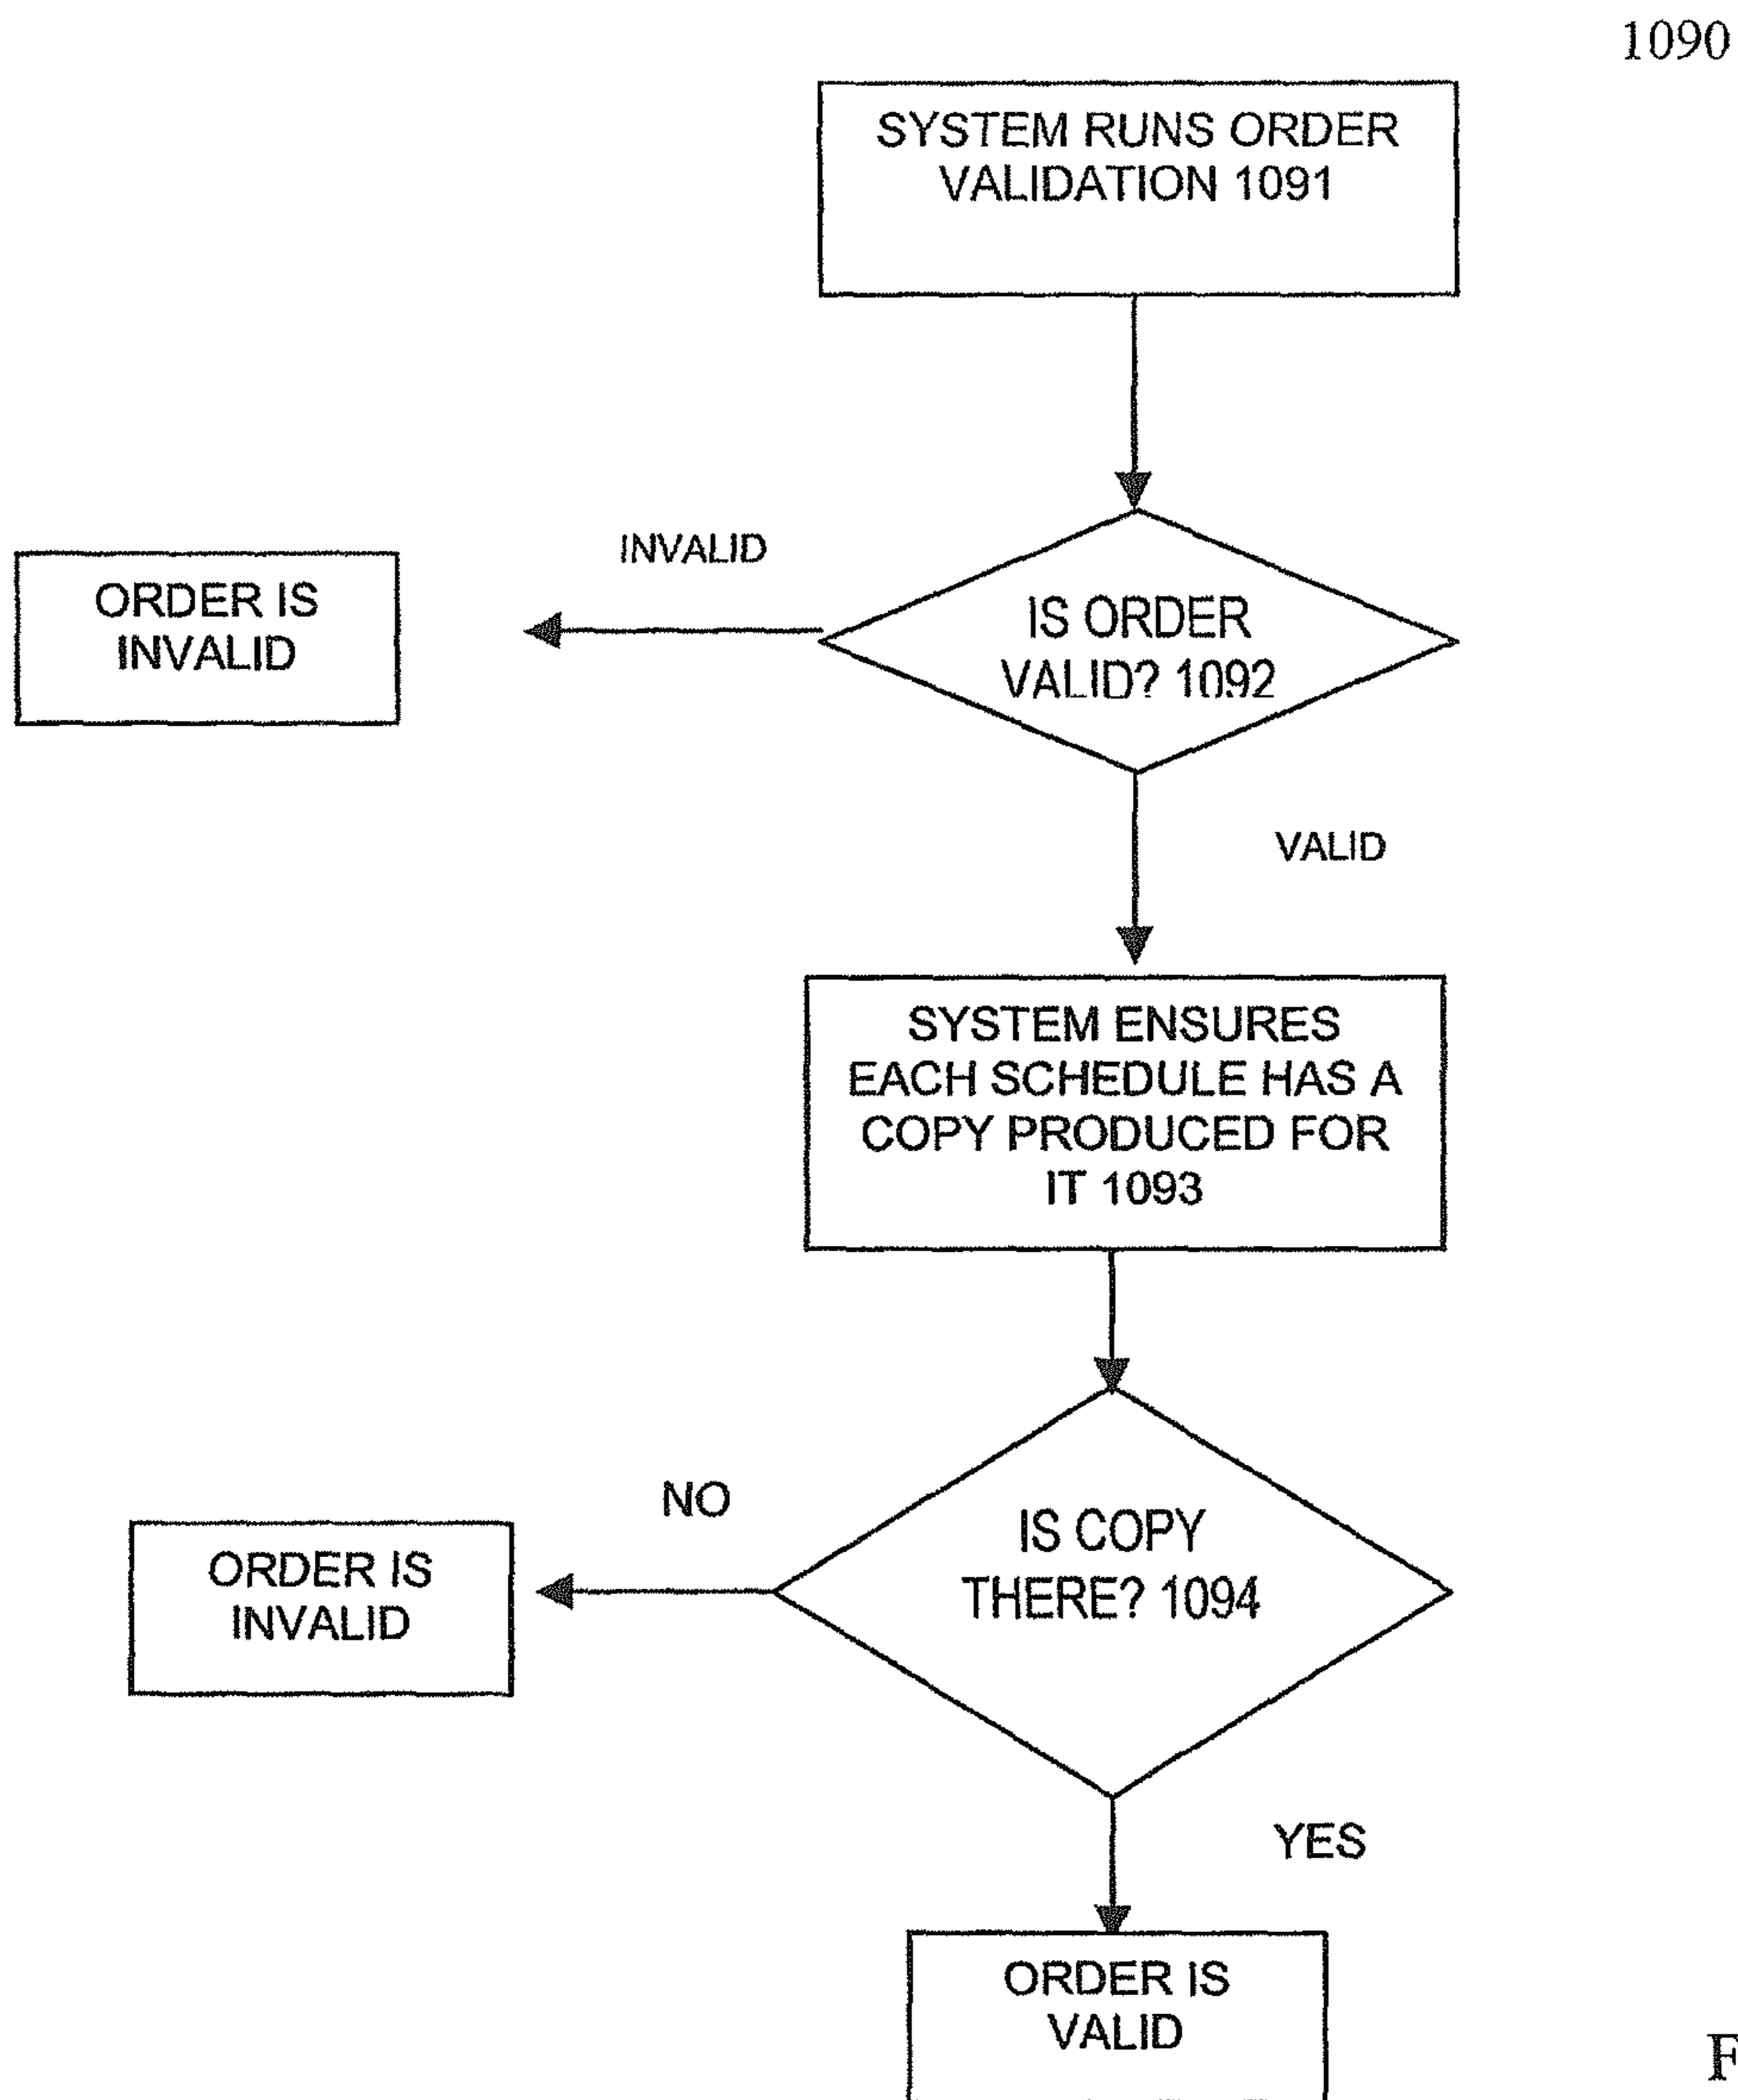 1090
SYSTEM RUNS ORDER
VALIDATION 1091
INVALID
ORDER IS
INVALID
IS ORDER
VALID? 1092
VALID
SYSTEM ENSURES
EACH SCHEDULE HAS A
COPY PRODUCED FOR
IT 1093
NO
ORDER IS
INVALID
IS COPY
THERE? 1094
YES
ORDER IS
VALID
F